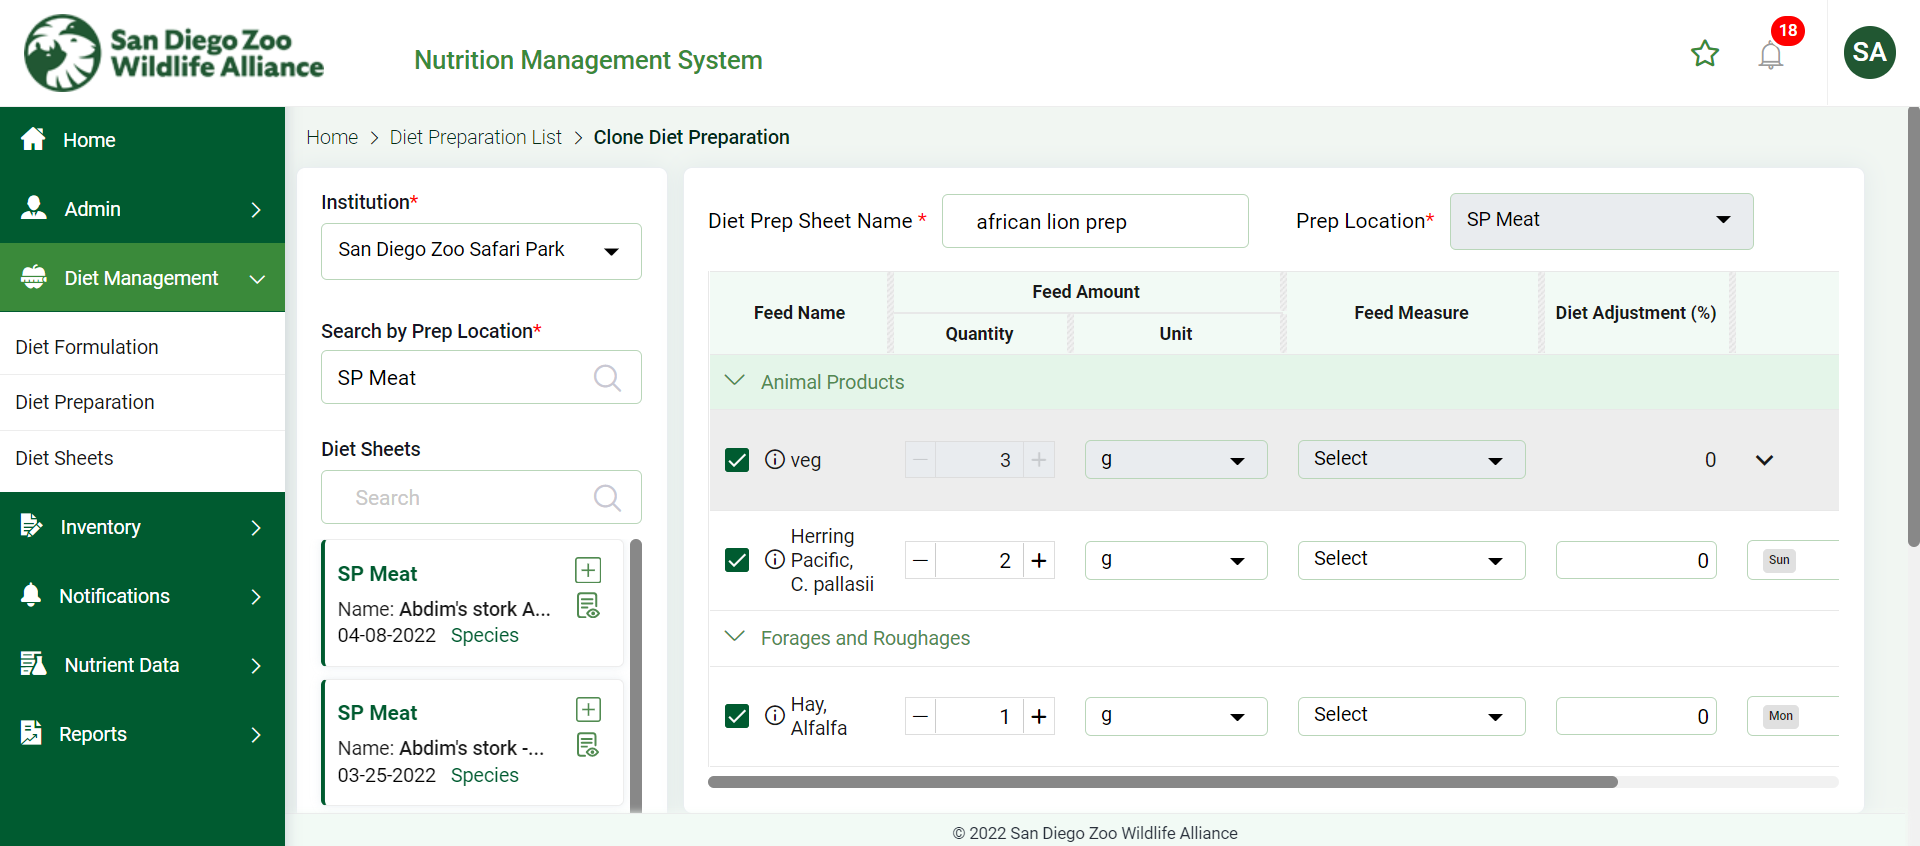 San Diego Zoo
Wildlife Alliance
Nutrition Management System
18
SA
Home
Admin
Diet Management
Diet Formulation
Diet Preparation
Diet Sheets
Inventory
Notifications
Nutrient Data
Reports
Home > Diet Preparation List > Clone Diet Preparation
Institution*
San Diego Zoo Safari Park
Search by Prep Location*
SP Meat
Diet Sheets
Search
SP Meat
Name: Abdim's stork A...
04-08-2022 Species
SP Meat
Name: Abdim's stork -...
03-25-2022 Species
Diet Prep Sheet Name * african lion prep Prep Location* SP Meat
Feed Name Feed Amount Feed Measure Diet Adjustment (%)
Quantity Unit
Animal Products
veg 3 g Select 0
Herring
Pacific,
C. pallasii
2 g Select 0 Sun
Forages and Roughages
Hay,
Alfalfa
1 g Select 0 Mon
© 2022 San Diego Zoo Wildlife Alliance